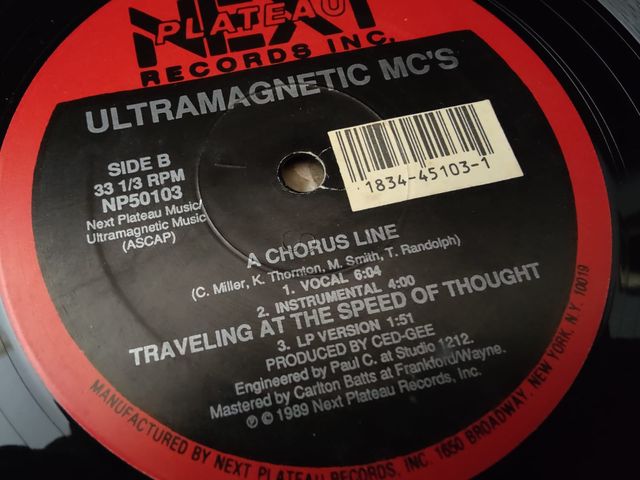 NEXT
PLATEAU
RECORDS INC.
ULTRAMAGNETIC MC'S
SIDE B
33 1/3 RPM
NP50103
Next Plateau Music/
Ultramagnetic Music
(ASCAP)
1834-45103-1
A CHORUS LINE
(C. Miller, K. Thornton, M. Smith, T. Randolph)
1. VOCAL 6:04
2. INSTRUMENTAL 4:00
TRAVELING AT THE SPEED OF THOUGHT
3. LP VERSION 1:51
PRODUCED BY CED-GEE
Engineered by Paul C. at Studio 1212.
Mastered by Carlton Batts at Frankford/Wayne.
℗ © 1989 Next Plateau Records, Inc.
MANUFACTURED BY NEXT PLATEAU RECORDS, INC. 1650 BROADWAY, NEW YORK, N.Y. 10019